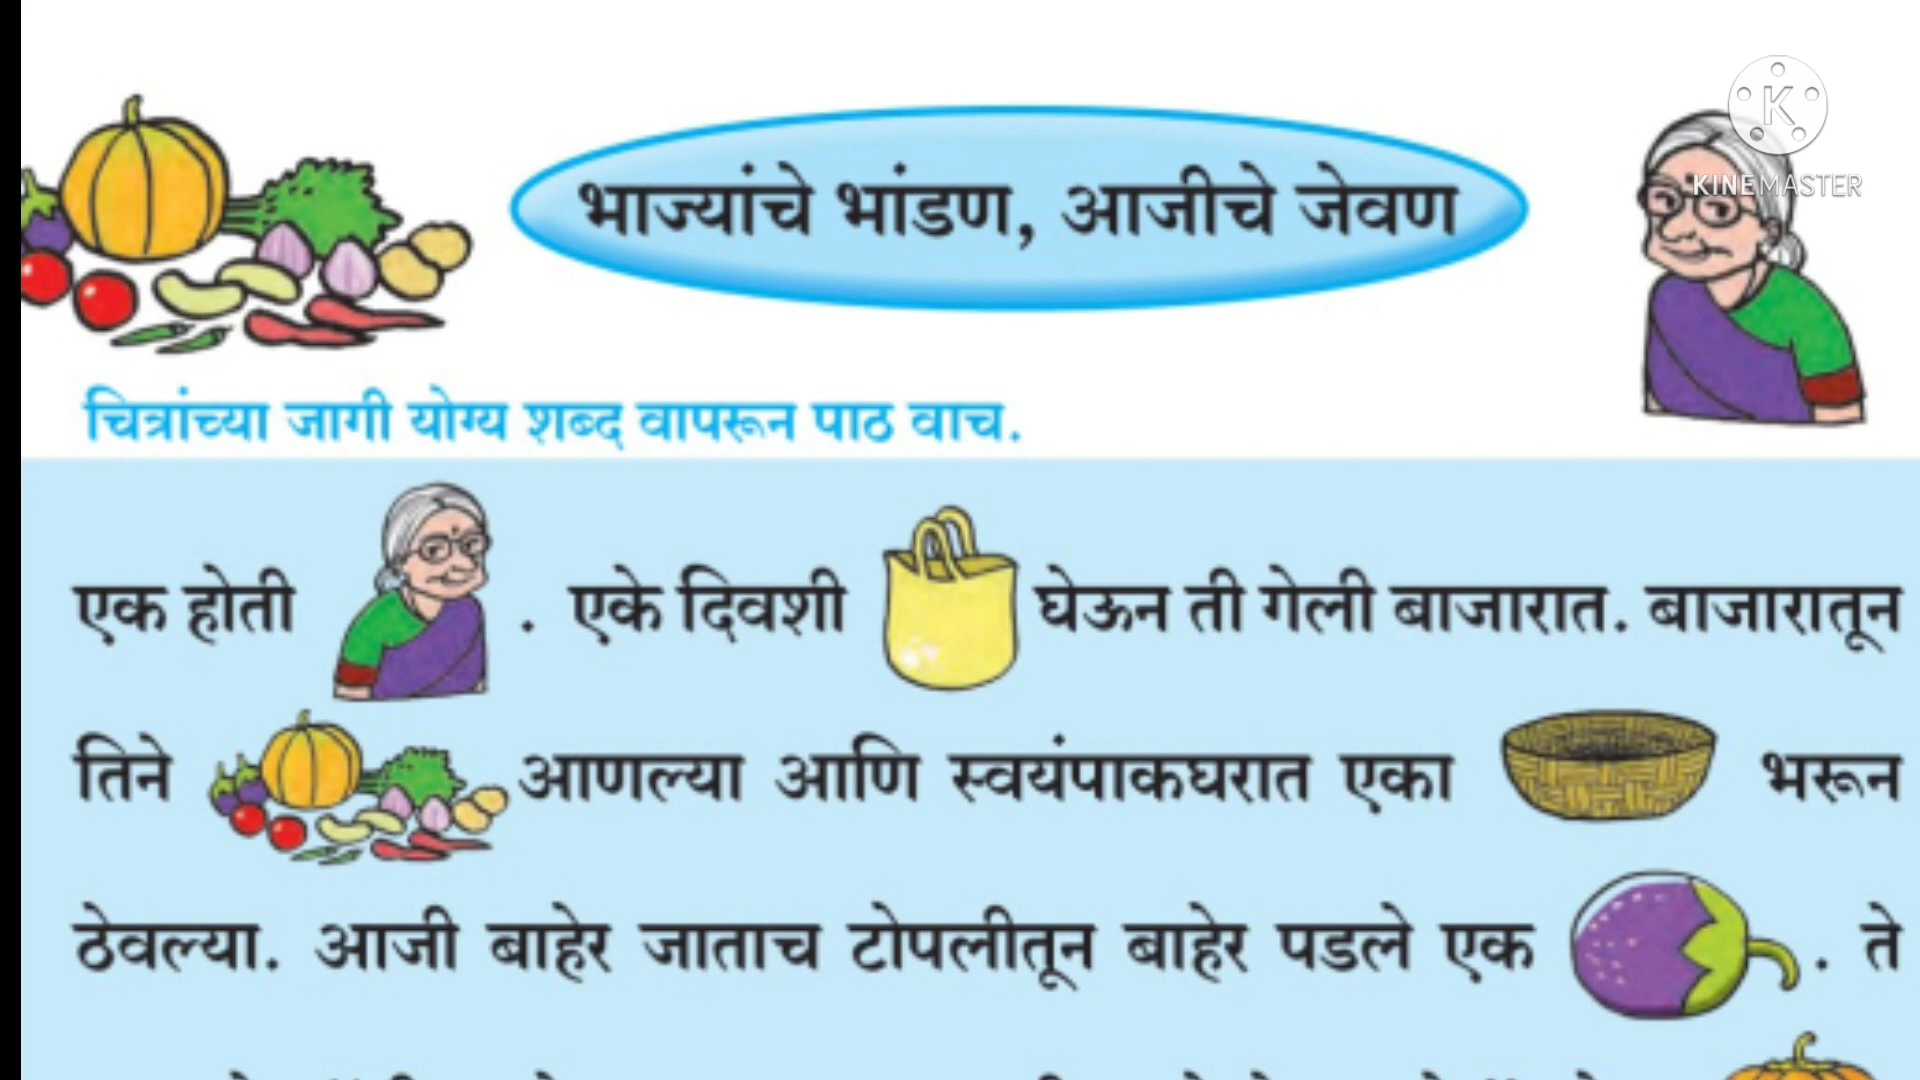 K
KINEMASTER
भाज्यांचे भांडण, आजीचे जेवण
चित्रांच्या जागी योग्य शब्द वापरून पाठ वाच.
एक होती . एके दिवशी घेऊन ती गेली बाजारात. बाजारातून
तिने आणल्या आणि स्वयंपाकघरात एका भरून
ठेवल्या. आजी बाहेर जाताच टोपलीतून बाहेर पडले एक . ते